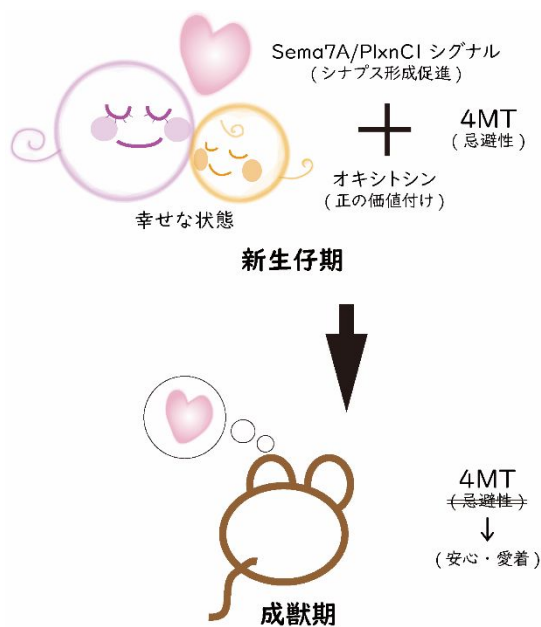 Sema7A/PlxnC1 シグナル
( シナプス形成促進 )
4MT
( 忌避性 )
オキシトシン
( 正の価値付け )
幸せな状態
新生仔期
4MT
( 忌避性 )
( 安心・愛着 )
成獣期